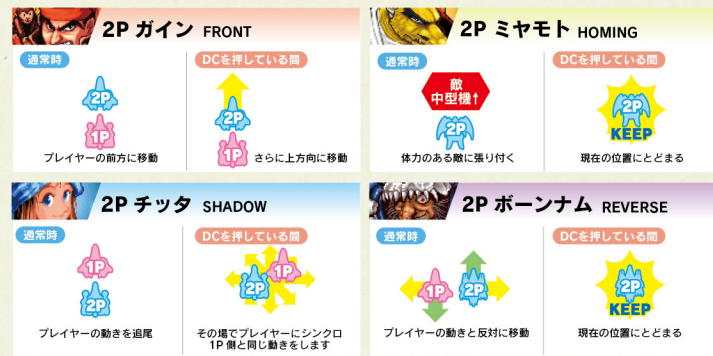 2P ガイン FRONT
通常時
2P
1P
プレイヤーの前方に移動
DCを押している間
2P
1P
さらに上方向に移動
2P ミヤモト HOMING
通常時
敵
中型機↑
2P
体力のある敵に張り付く
DCを押している間
2P
KEEP
現在の位置にとどまる
2P チッタ SHADOW
通常時
1P
2P
プレイヤーの動きを追尾
DCを押している間
1P
2P
その場でプレイヤーにシンクロ
1P 側と同じ動きをします
2P ボーンナム REVERSE
通常時
1P
2P
プレイヤーの動きと反対に移動
DCを押している間
2P
KEEP
現在の位置にとどまる